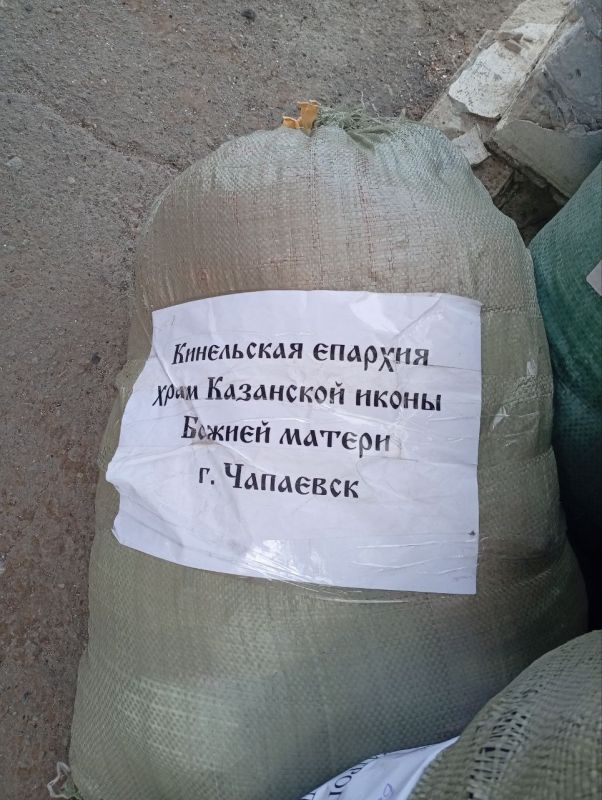 Кинельская епархия
храм Казанской иконы
Божией матери
г. Чапаевск